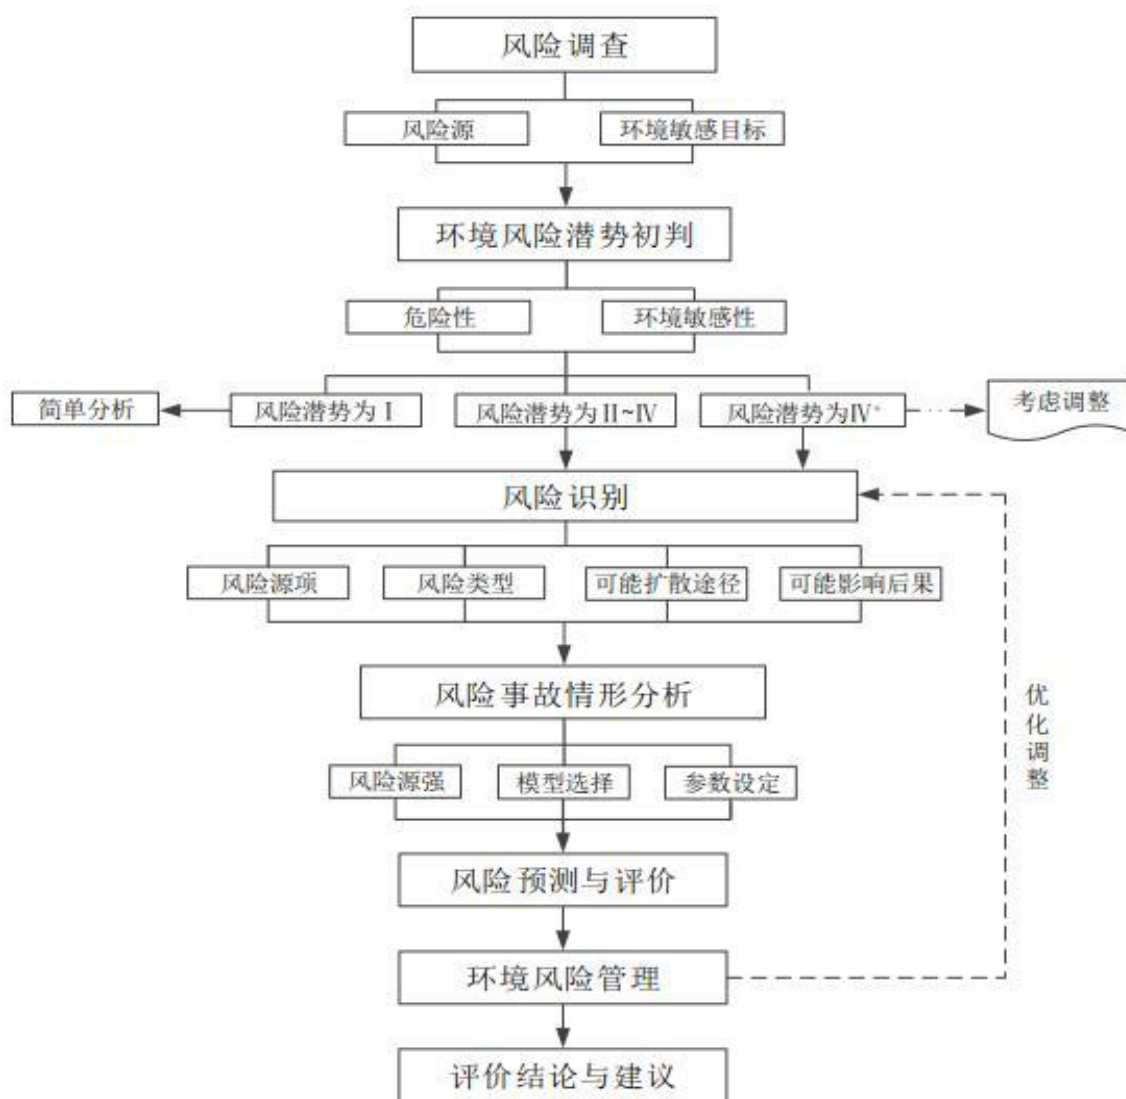 风险调查
风险源
环境敏感目标
环境风险潜势初判
危险性
环境敏感性
简单分析
风险潜势为Ⅰ
风险潜势为Ⅱ~Ⅳ
风险潜势为Ⅳ+
考虑调整
风险识别
风险源项
风险类型
可能扩散途径
可能影响后果
风险事故情形分析
优化调整
风险源强
模型选择
参数设定
风险预测与评价
环境风险管理
评价结论与建议